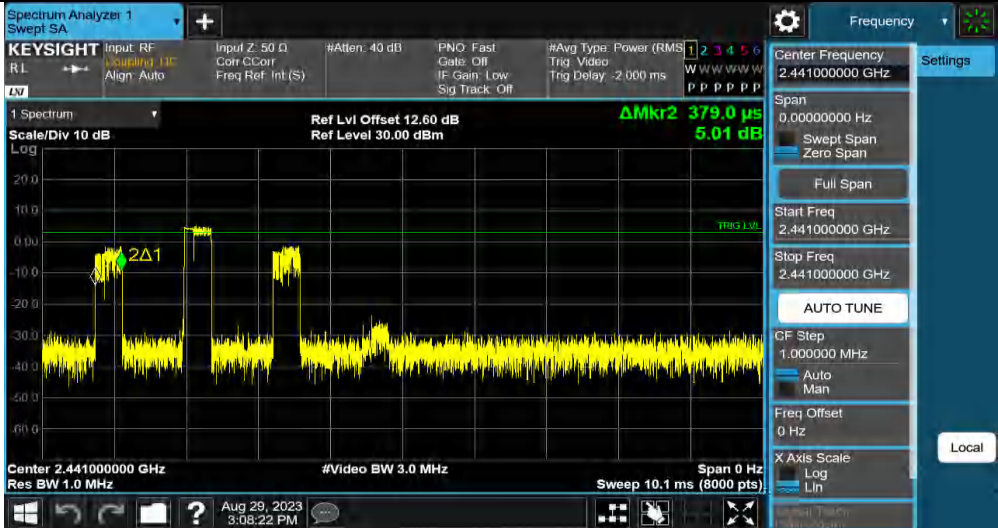 Spectrum Analyzer 1
Swept SA
+
Frequency
KEYSIGHT
RL
LXI
Input: RF
Coupling: DC
Align: Auto
Input Z: 50 Ω
Corr CCorr
Freq Ref: Int (S)
#Atten: 40 dB
PNO: Fast
Gate: Off
IF Gain: Low
Sig Track: Off
#Avg Type: Power (RMS
Trig: Video
Trig Delay: -2.000 ms
1 2 3 4 5 6
W W W W W W
P P P P P P
1 Spectrum
Scale/Div 10 dB
Ref Lvl Offset 12.60 dB
Ref Level 30.00 dBm
ΔMkr2 379.0 µs
5.01 dB
Log
20.0
10.0
0.00
-10.0
-20.0
-30.0
-40.0
-50.0
-60.0
TRIG LVL
2Δ1
Center 2.441000000 GHz
Res BW 1.0 MHz
#Video BW 3.0 MHz
Span 0 Hz
Sweep 10.1 ms (8000 pts)
Center Frequency
2.441000000 GHz
Span
0.00000000 Hz
Swept Span
Zero Span
Full Span
Start Freq
2.441000000 GHz
Stop Freq
2.441000000 GHz
AUTO TUNE
CF Step
1.000000 MHz
Auto
Man
Freq Offset
0 Hz
X Axis Scale
Log
Lin
Settings
Local
?
Aug 29, 2023
3:08:22 PM